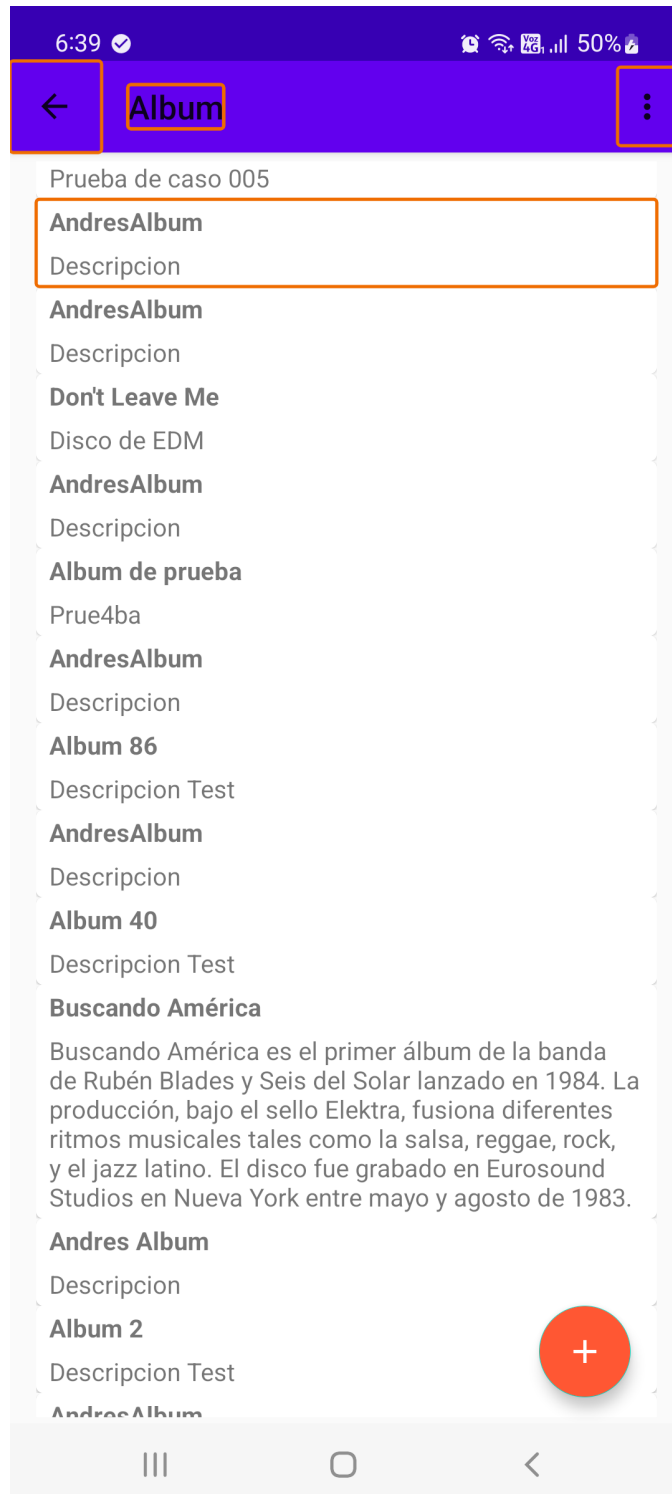 6:39
Voz 4G 50%
Album
Prueba de caso 005
AndresAlbum
Descripcion
AndresAlbum
Descripcion
Don't Leave Me
Disco de EDM
AndresAlbum
Descripcion
Album de prueba
Prue4ba
AndresAlbum
Descripcion
Album 86
Descripcion Test
AndresAlbum
Descripcion
Album 40
Descripcion Test
Buscando América
Buscando América es el primer álbum de la banda
de Rubén Blades y Seis del Solar lanzado en 1984. La
producción, bajo el sello Elektra, fusiona diferentes
ritmos musicales tales como la salsa, reggae, rock,
y el jazz latino. El disco fue grabado en Eurosound
Studios en Nueva York entre mayo y agosto de 1983.
Andres Album
Descripcion
Album 2
Descripcion Test
AndresAlbum